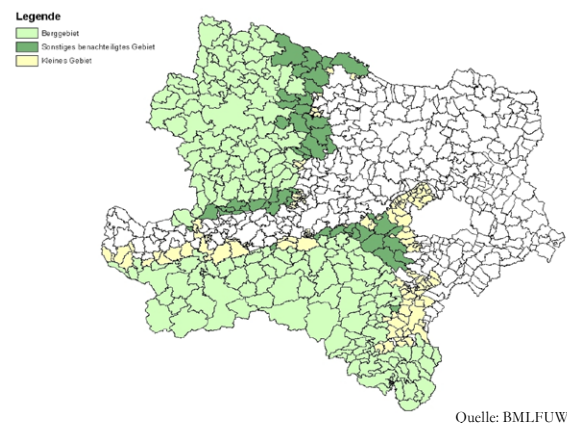 Legende
Berggebiet
Sonstiges benachteiligtes Gebiet
Kleines Gebiet
Quelle: BMLFUW